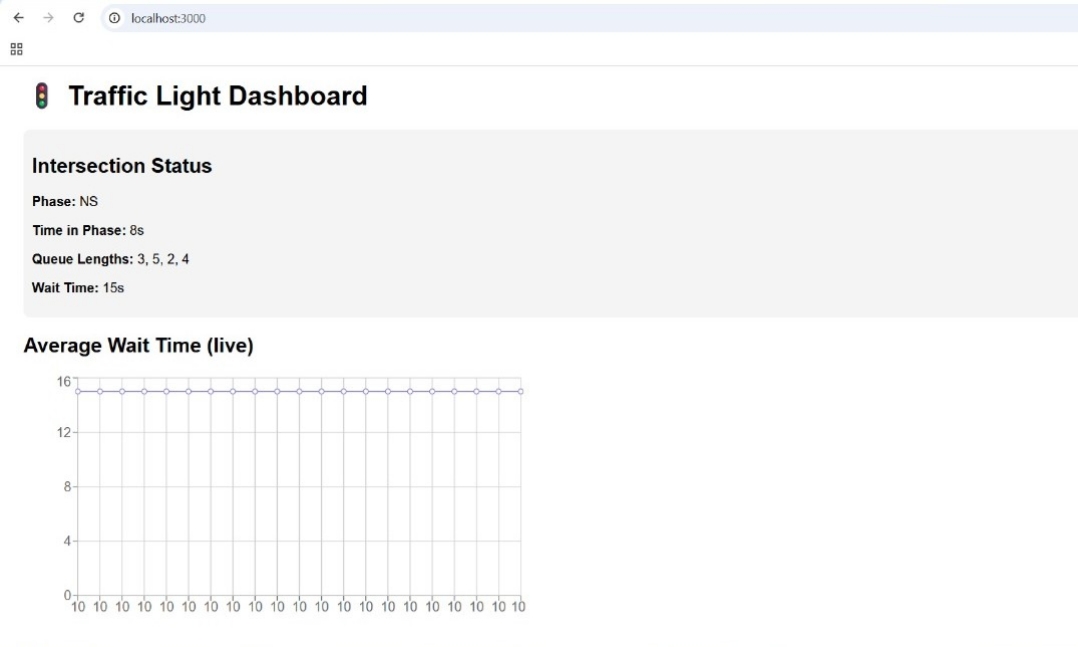 localhost:3000
Traffic Light Dashboard
Intersection Status
Phase: NS
Time in Phase: 8s
Queue Lengths: 3, 5, 2, 4
Wait Time: 15s
Average Wait Time (live)
16
12
8
4
0
10 10 10 10 10 10 10 10 10 10 10 10 10 10 10 10 10 10 10 10 10